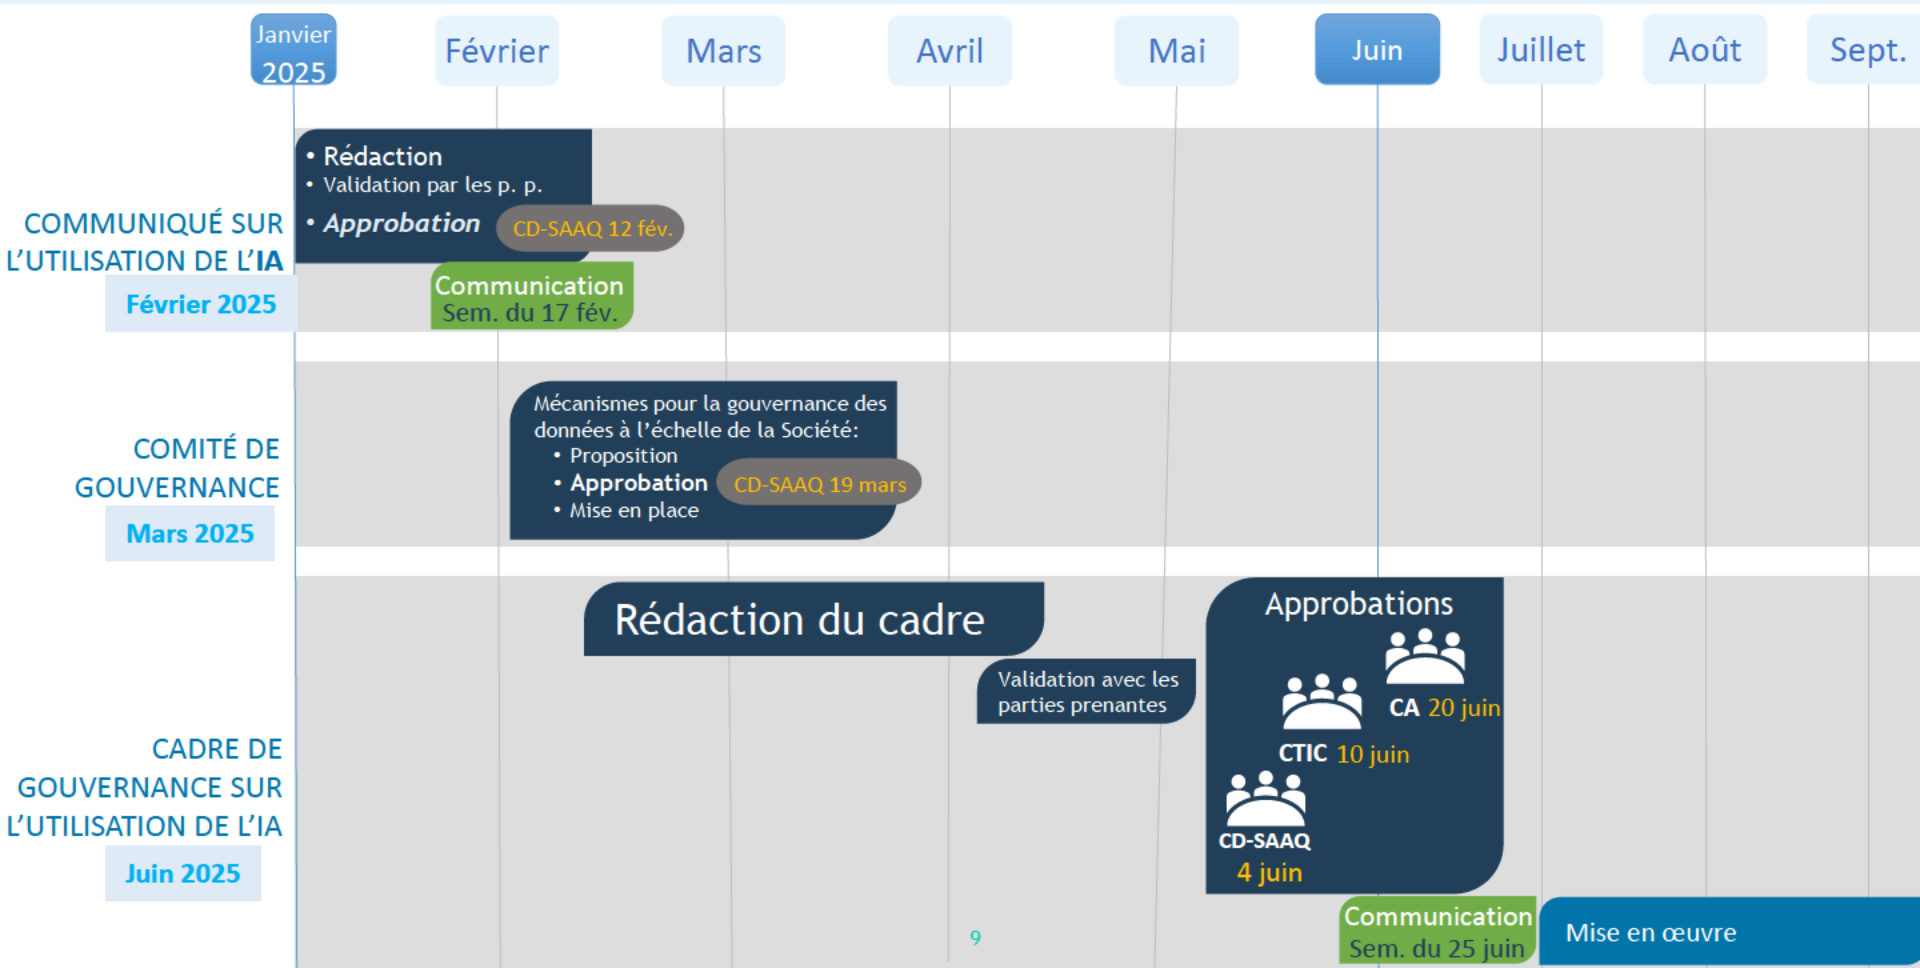 Janvier
2025
Février
Mars
Avril
Mai
Juin
Juillet
Août
Sept.
COMMUNIQUÉ SUR
L’UTILISATION DE L’IA
Février 2025
• Rédaction
• Validation par les p. p.
• Approbation
CD-SAAQ 12 fév.
Communication
Sem. du 17 fév.
COMITÉ DE
GOUVERNANCE
Mars 2025
Mécanismes pour la gouvernance des
données à l’échelle de la Société:
• Proposition
• Approbation
CD-SAAQ 19 mars
• Mise en place
CADRE DE
GOUVERNANCE SUR
L’UTILISATION DE L’IA
Juin 2025
Rédaction du cadre
Validation avec les
parties prenantes
Approbations
CA 20 juin
CTIC 10 juin
CD-SAAQ
4 juin
Communication
Sem. du 25 juin
Mise en œuvre
9